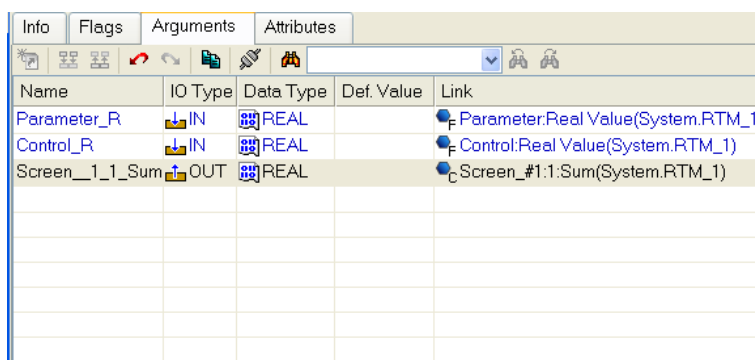 Info Flags Arguments Attributes
Name IO Type Data Type Def. Value Link
Parameter_R IN REAL F Parameter:Real Value(System.RTM_1
Control_R IN REAL F Control:Real Value(System.RTM_1)
Screen__1_1_Sum OUT REAL C Screen_#1:1:Sum(System.RTM_1)